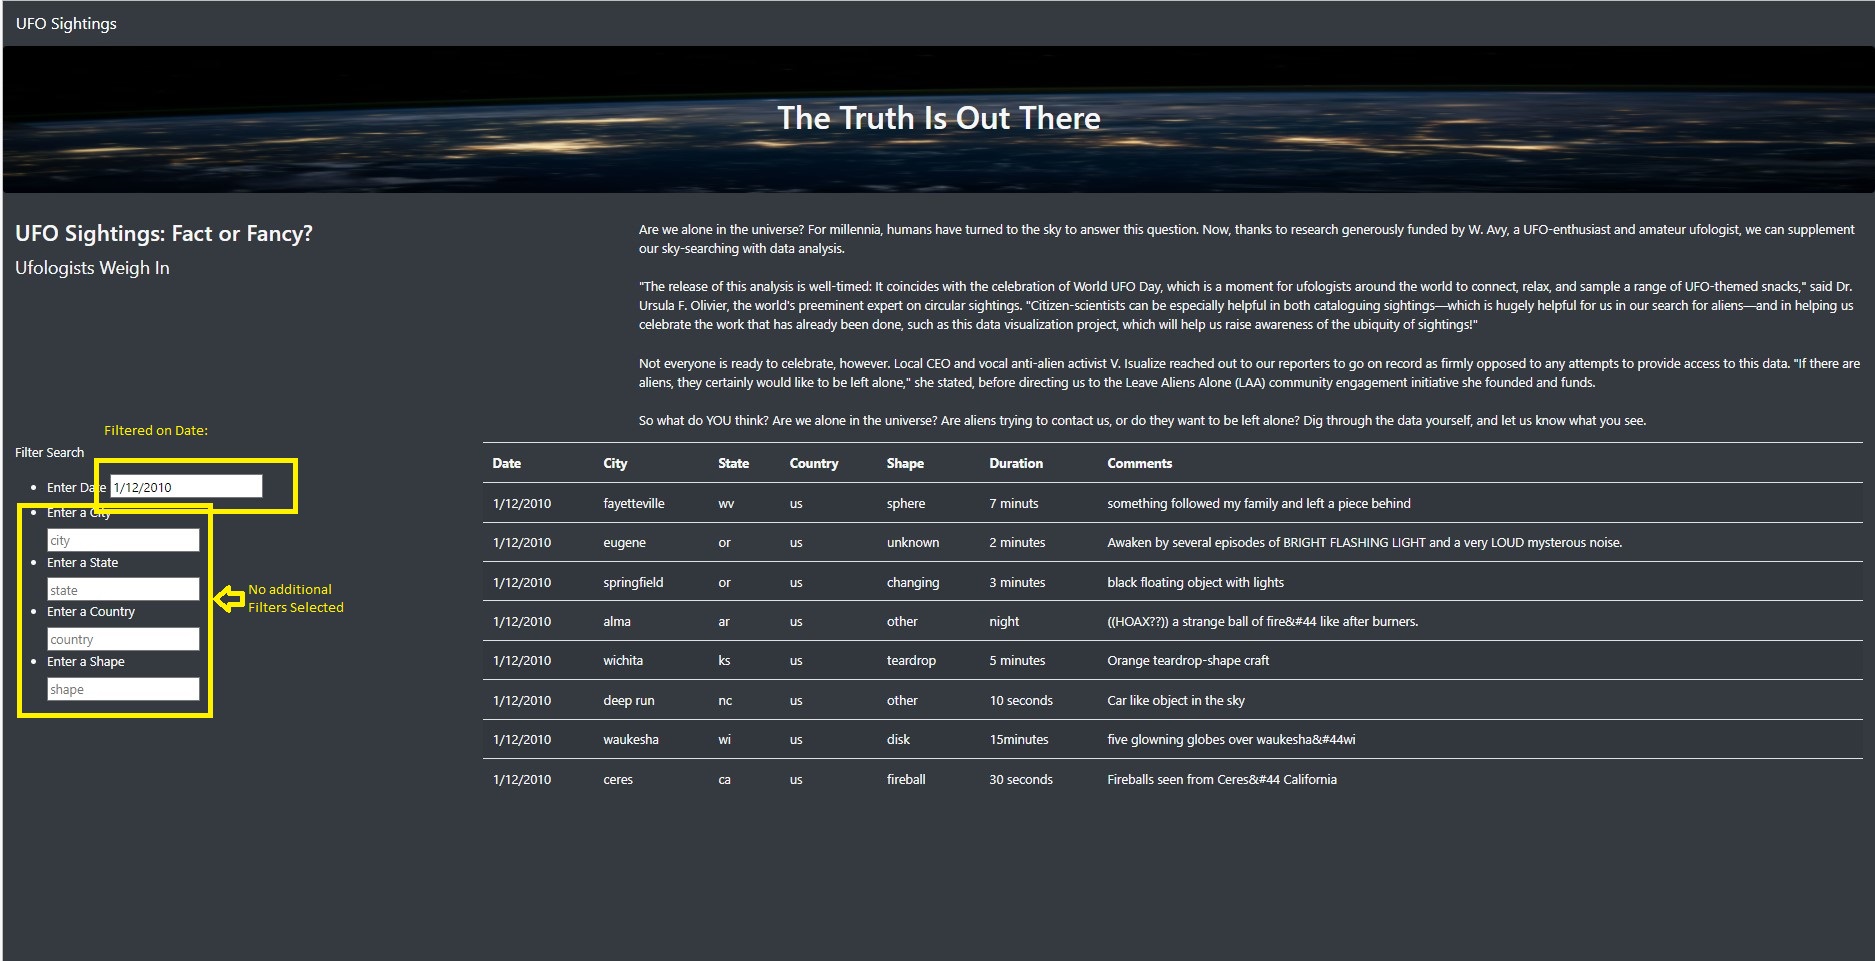 UFO Sightings
The Truth Is Out There
UFO Sightings: Fact or Fancy?
Ufologists Weigh In
Are we alone in the universe? For millennia, humans have turned to the sky to answer this question. Now, thanks to research generously funded by W. Avy, a UFO-enthusiast and amateur ufologist, we can supplement
our sky-searching with data analysis.
"The release of this analysis is well-timed: It coincides with the celebration of World UFO Day, which is a moment for ufologists around the world to connect, relax, and sample a range of UFO-themed snacks," said Dr.
Ursula F. Olivier, the world's preeminent expert on circular sightings. "Citizen-scientists can be especially helpful in both cataloguing sightings—which is hugely helpful for us in our search for aliens—and in helping us
celebrate the work that has already been done, such as this data visualization project, which will help us raise awareness of the ubiquity of sightings!"
Not everyone is ready to celebrate, however. Local CEO and vocal anti-alien activist V. Isualize reached out to our reporters to go on record as firmly opposed to any attempts to provide access to this data. "If there are
aliens, they certainly would like to be left alone," she stated, before directing us to the Leave Aliens Alone (LAA) community engagement initiative she founded and funds.
So what do YOU think? Are we alone in the universe? Are aliens trying to contact us, or do they want to be left alone? Dig through the data yourself, and let us know what you see.
Filtered on Date:
Filter Search
Enter Date 1/12/2010
Enter a City
city
Enter a State
state
Enter a Country
country
Enter a Shape
shape
No additional
Filters Selected
Date City State Country Shape Duration Comments
1/12/2010 fayetteville wv us sphere 7 minuts something followed my family and left a piece behind
1/12/2010 eugene or us unknown 2 minutes Awaken by several episodes of BRIGHT FLASHING LIGHT and a very LOUD mysterous noise.
1/12/2010 springfield or us changing 3 minutes black floating object with lights
1/12/2010 alma ar us other night ((HOAX??)) a strange ball of fire&#44 like after burners.
1/12/2010 wichita ks us teardrop 5 minutes Orange teardrop-shape craft
1/12/2010 deep run nc us other 10 seconds Car like object in the sky
1/12/2010 waukesha wi us disk 15minutes five glowning globes over waukesha&#44wi
1/12/2010 ceres ca us fireball 30 seconds Fireballs seen from Ceres&#44 California